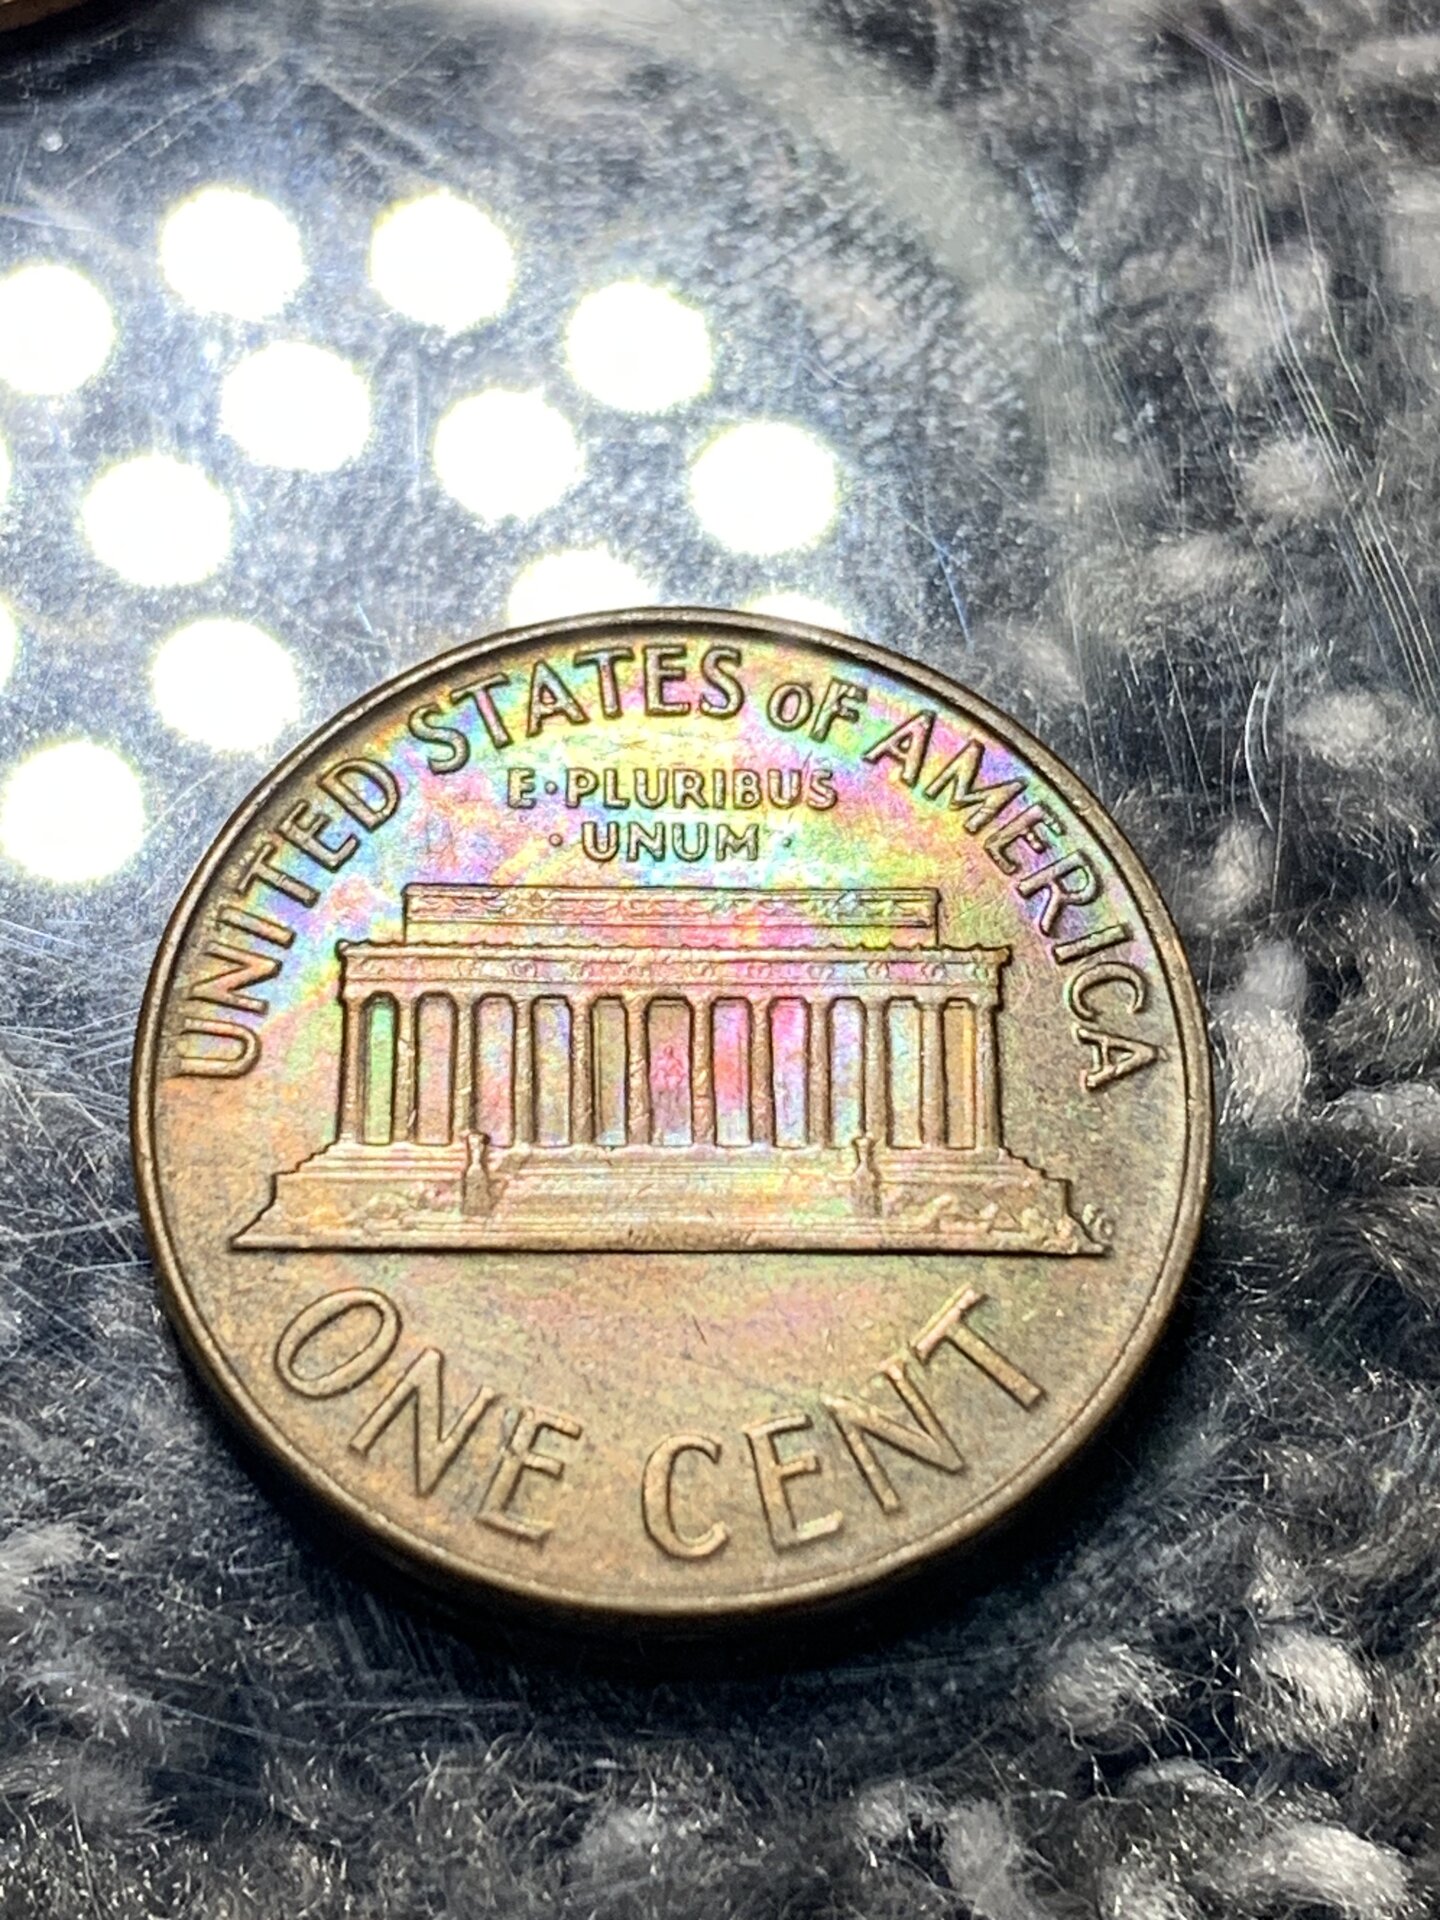 UNITED STATES OF AMERICA
E·PLURIBUS
·UNUM·
ONE CENT